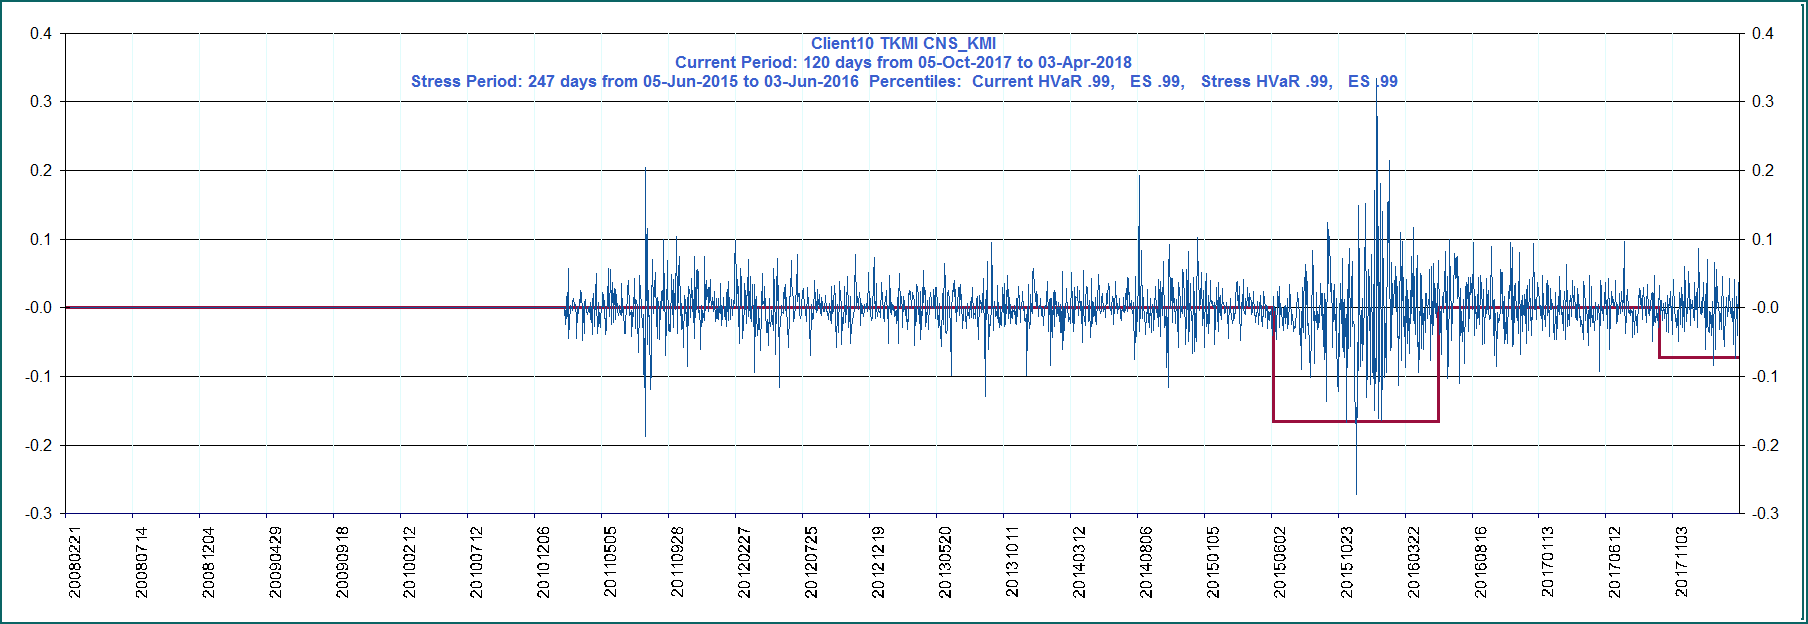 Client10 TKMI CNS_KMI
Current Period: 120 days from 05-Oct-2017 to 03-Apr-2018
Stress Period: 247 days from 05-Jun-2015 to 03-Jun-2016  Percentiles:  Current HVaR .99,   ES .99,   Stress HVaR .99,   ES .99
0.4 0.4
0.3 0.3
0.2 0.2
0.1 0.1
-0.0 -0.0
-0.1 -0.1
-0.2 -0.2
-0.3 -0.3
20080221 20080714 20081204 20090429 20090918 20100212 20100712 20101206 20110505 20110928 20120227 20120725 20121219 20130520 20131011 20140312 20140806 20150105 20150602 20151023 20160322 20160816 20170113 20170612 20171103